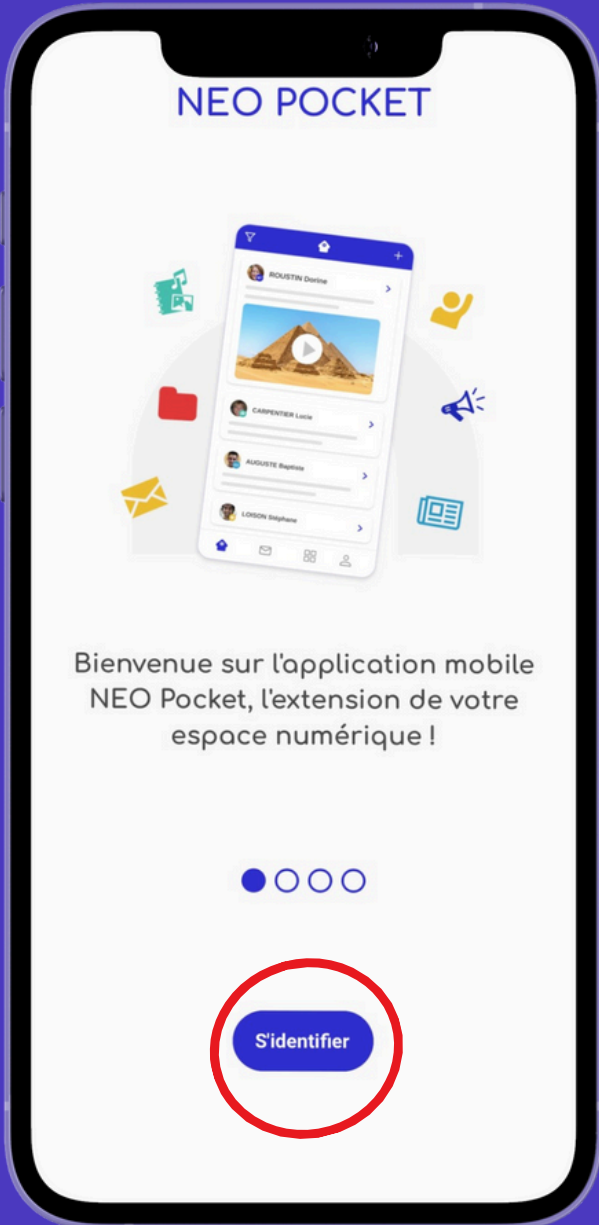 NEO POCKET
ROUSTIN Dorine
CARPENTIER Lucie
AUGUSTE Baptiste
LOISON Stéphane
Bienvenue sur l'application mobile
NEO Pocket, l'extension de votre
espace numérique !
S'identifier